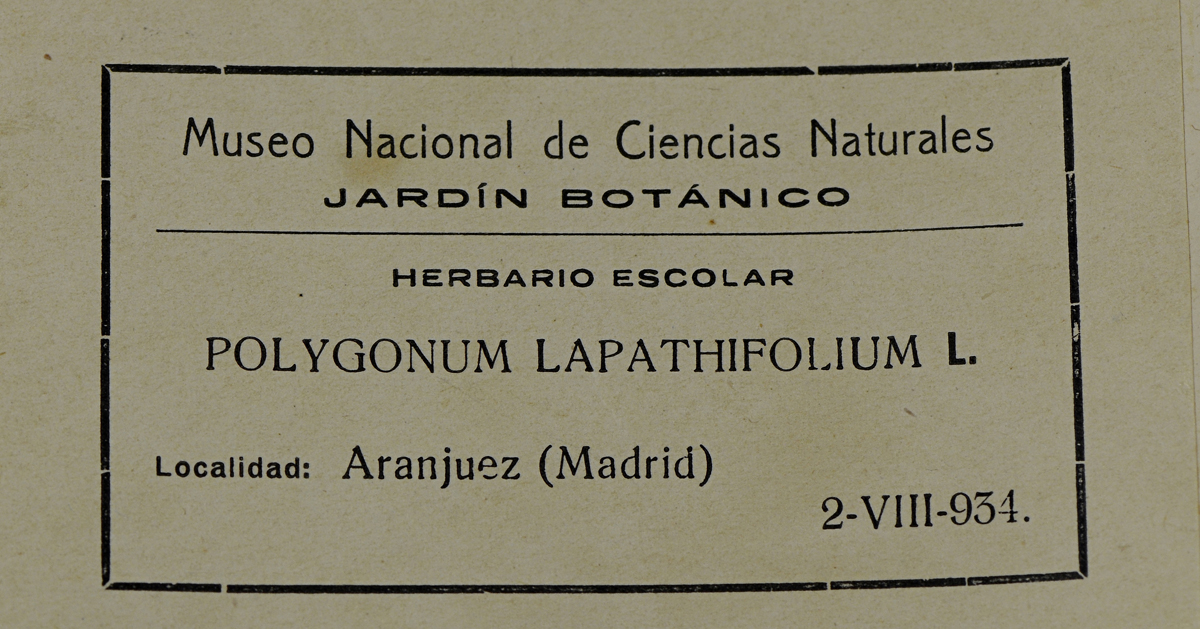 Museo Nacional de Ciencias Naturales
JARDÍN BOTÁNICO
HERBARIO ESCOLAR
POLYGONUM LAPATHIFOLIUM L.
Localidad: Aranjuez (Madrid)
2-VIII-934.